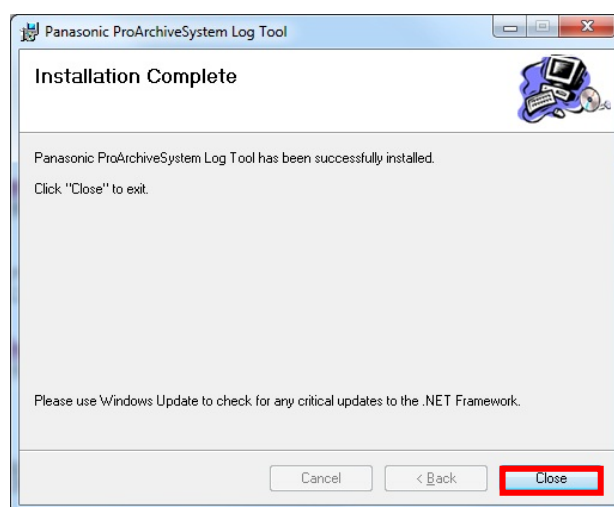 Panasonic ProArchiveSystem Log Tool
Installation Complete
Panasonic ProArchiveSystem Log Tool has been successfully installed.
Click "Close" to exit.
Please use Windows Update to check for any critical updates to the .NET Framework.
Cancel < Back Close